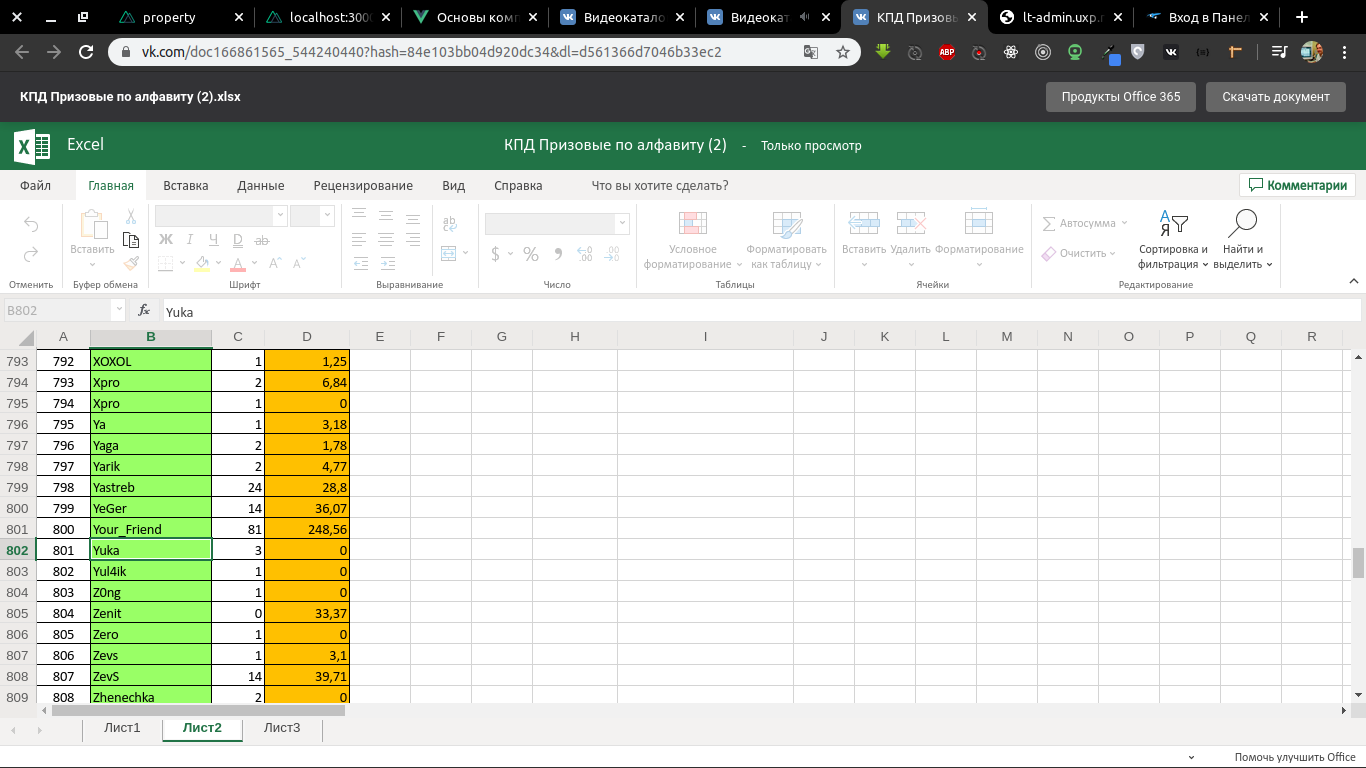 property
localhost:3000
Основы комп
Видеокатало
Видеокат
КПД Призовы
lt-admin.uxp.r
Вход в Панел
vk.com/doc166861565_544240440?hash=84e103bb04d920dc34&dl=d561366d7046b33ec2
ABP
КПД Призовые по алфавиту (2).xlsx
Продукты Office 365
Скачать документ
Excel
КПД Призовые по алфавиту (2) - Только просмотр
Файл Главная Вставка Данные Рецензирование Вид Справка Что вы хотите сделать?
Комментарии
Вставить
Ж К Ч Д ab
Условное форматирование
Форматировать как таблицу
Вставить Удалить Форматирование
Автосумма
Очистить
Сортировка и фильтрация
Найти и выделить
Отменить Буфер обмена Шрифт Выравнивание Число Таблицы Ячейки Редактирование
B802 fx Yuka
A B C D E F G H I J K L M N O P Q R
793 792 XOXOL 1 1,25
794 793 Xpro 2 6,84
795 794 Xpro 1 0
796 795 Ya 1 3,18
797 796 Yaga 2 1,78
798 797 Yarik 2 4,77
799 798 Yastreb 24 28,8
800 799 YeGer 14 36,07
801 800 Your_Friend 81 248,56
802 801 Yuka 3 0
803 802 Yul4ik 1 0
804 803 Z0ng 1 0
805 804 Zenit 0 33,37
806 805 Zero 1 0
807 806 Zevs 1 3,1
808 807 ZevS 14 39,71
809 808 Zhenechka 2 0
Лист1 Лист2 Лист3
Помочь улучшить Office